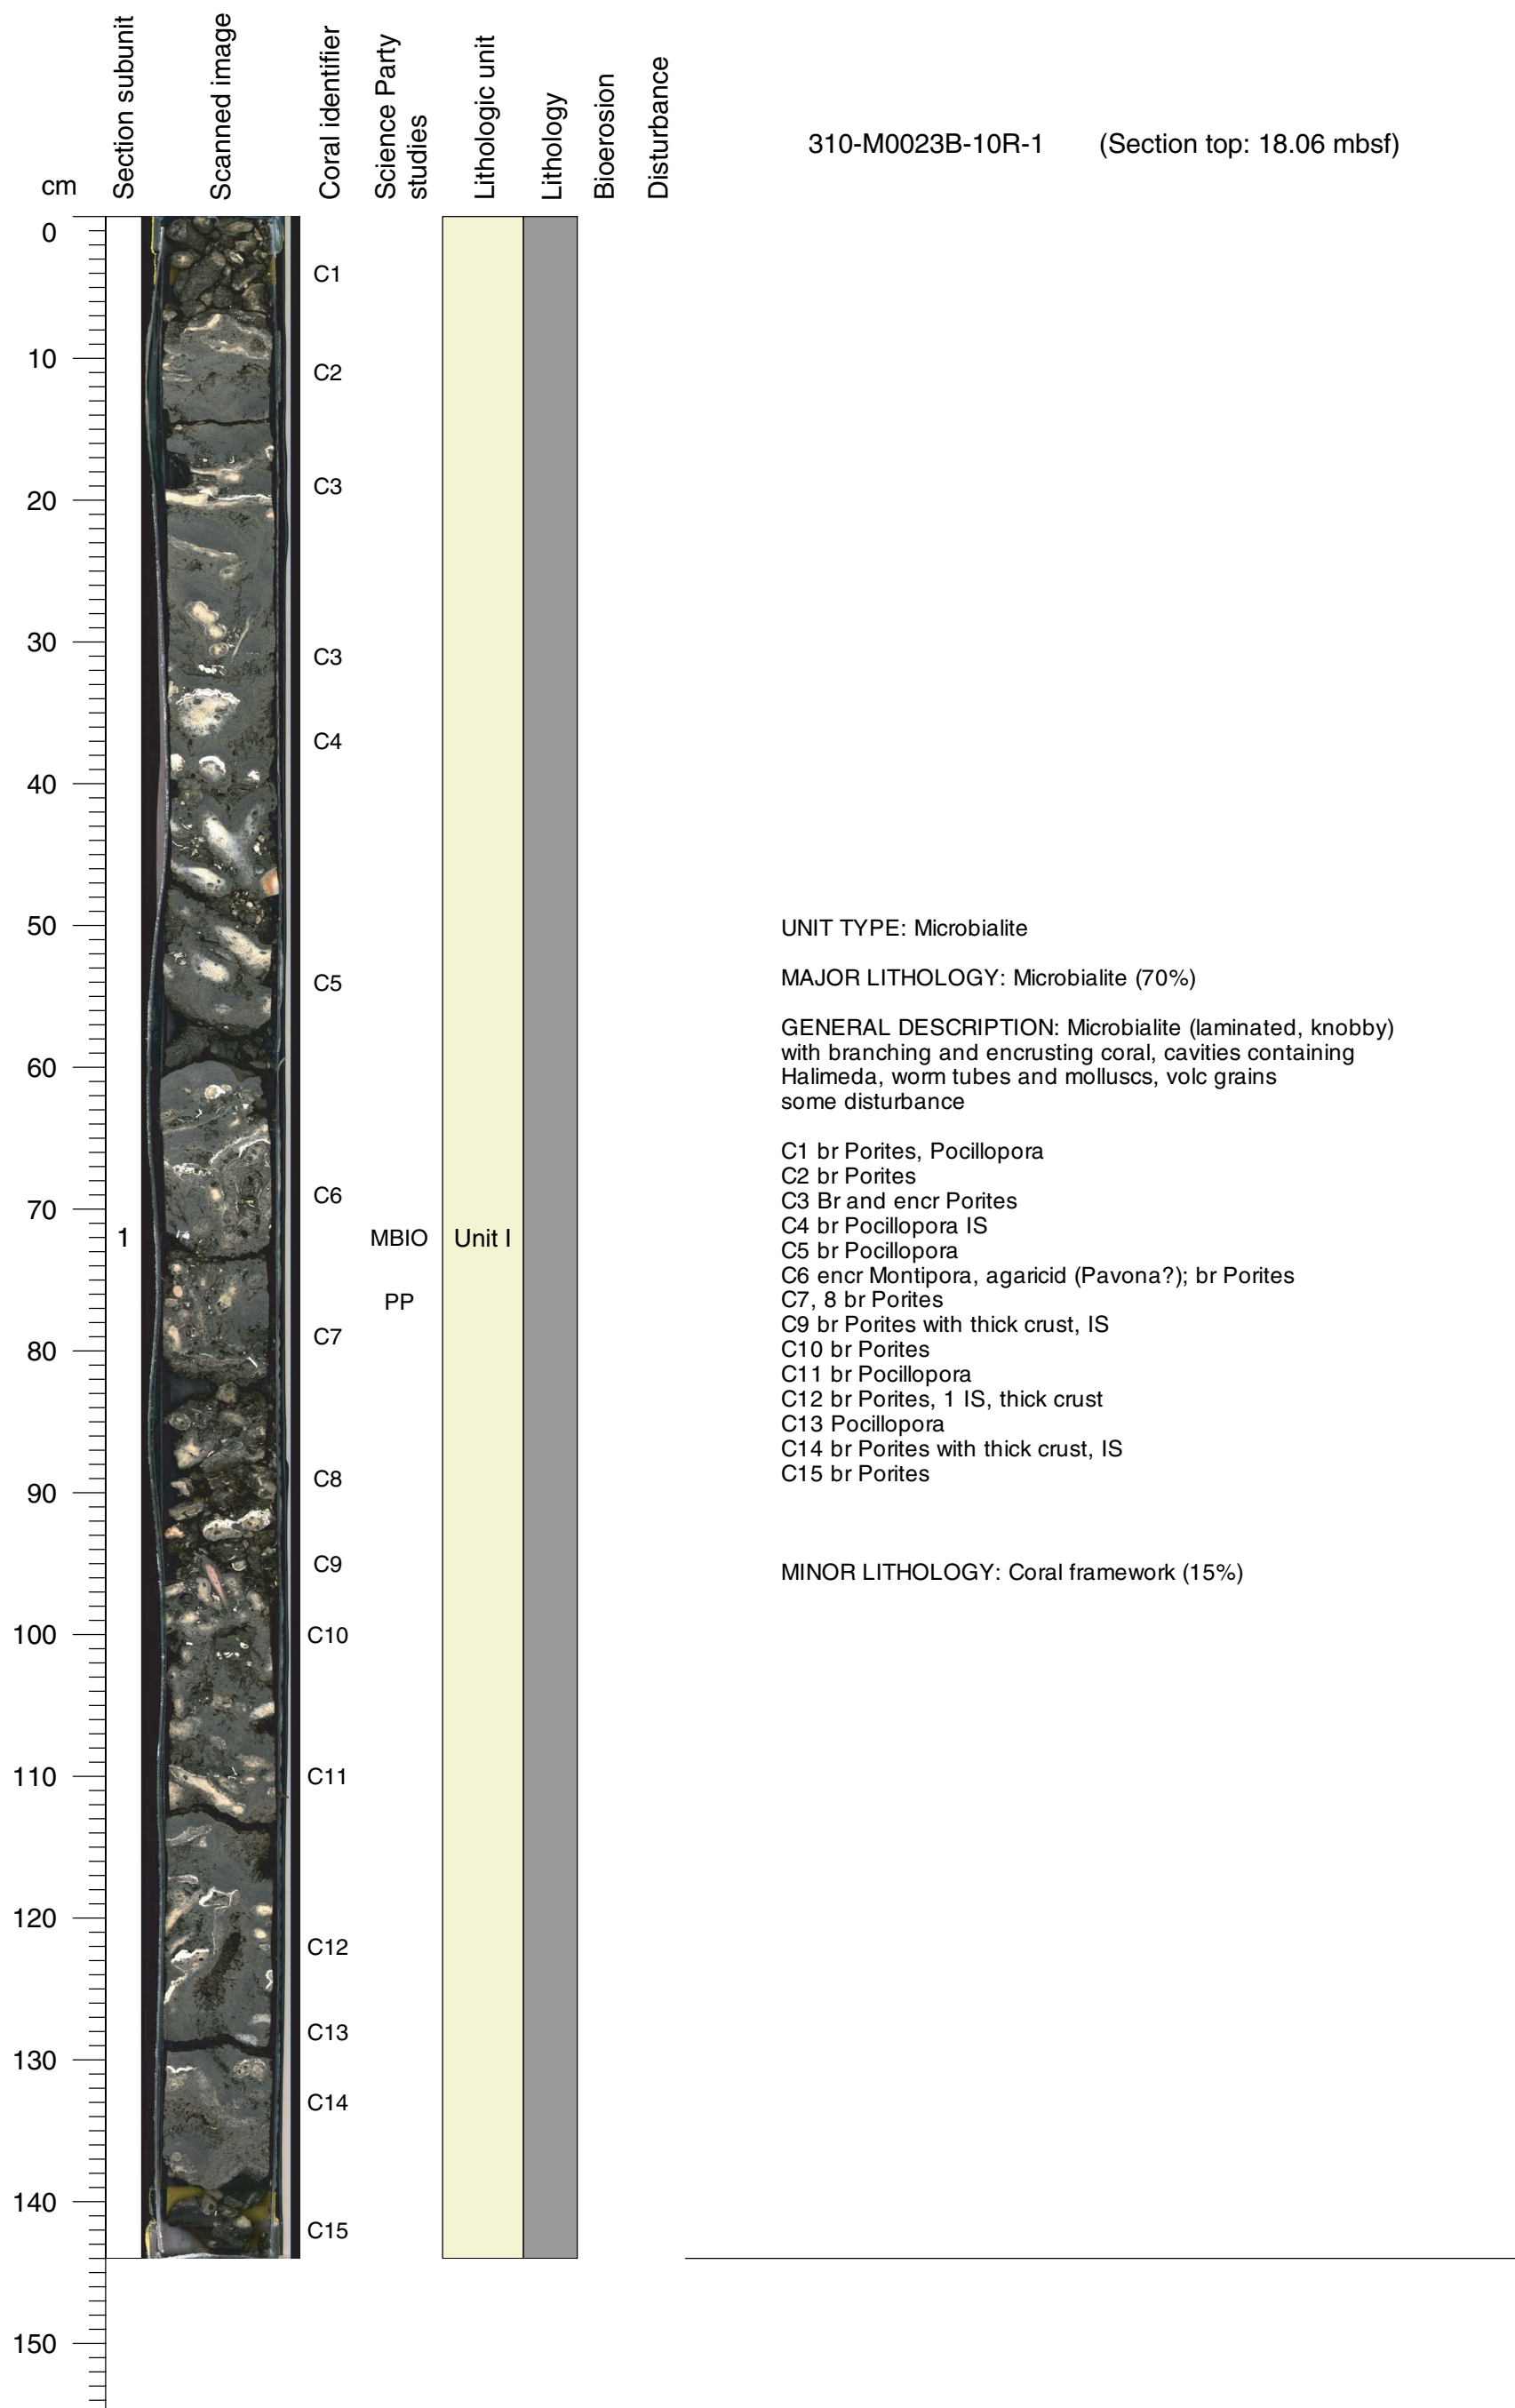 Section subunit
Scanned image
Coral identifier
Science Party
studies
Lithologic unit
Lithology
Bioerosion
Disturbance
310-M0023B-10R-1 (Section top: 18.06 mbsf)
cm
0
C1
10
C2
C3
20
30
C3
C4
40
50
C5
60
C6
70
1
MBIO
Unit I
PP
C7
80
C8
90
C9
100
C10
110
C11
120
C12
C13
130
C14
140
C15
150
UNIT TYPE: Microbialite
MAJOR LITHOLOGY: Microbialite (70%)
GENERAL DESCRIPTION: Microbialite (laminated, knobby)
with branching and encrusting coral, cavities containing
Halimeda, worm tubes and molluscs, volc grains
some disturbance
C1 br Porites, Pocillopora
C2 br Porites
C3 Br and encr Porites
C4 br Pocillopora IS
C5 br Pocillopora
C6 encr Montipora, agaricid (Pavona?); br Porites
C7, 8 br Porites
C9 br Porites with thick crust, IS
C10 br Porites
C11 br Pocillopora
C12 br Porites, 1 IS, thick crust
C13 Pocillopora
C14 br Porites with thick crust, IS
C15 br Porites
MINOR LITHOLOGY: Coral framework (15%)